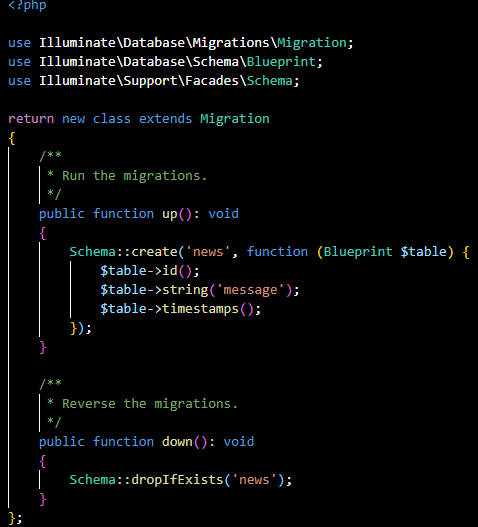 <?php
use Illuminate\Database\Migrations\Migration;
use Illuminate\Database\Schema\Blueprint;
use Illuminate\Support\Facades\Schema;
return new class extends Migration
{
/**
* Run the migrations.
*/
public function up(): void
{
Schema::create('news', function (Blueprint $table) {
$table->id();
$table->string('message');
$table->timestamps();
});
}
/**
* Reverse the migrations.
*/
public function down(): void
{
Schema::dropIfExists('news');
}
};